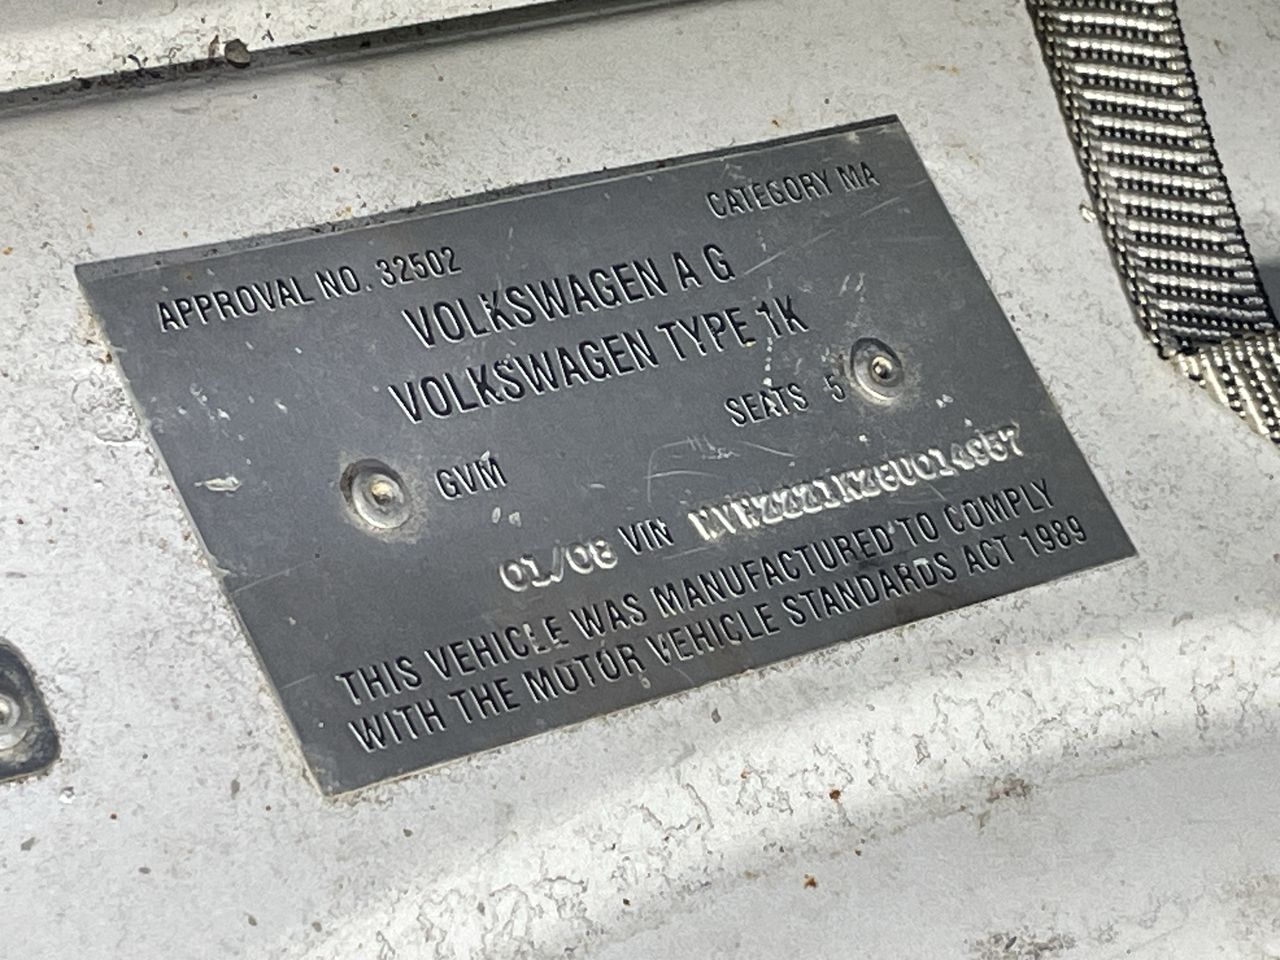 APPROVAL NO. 32502
CATEGORY MA
VOLKSWAGEN A G
VOLKSWAGEN TYPE 1K
SEATS 5
GVM
01/08 VIN
THIS VEHICLE WAS MANUFACTURED TO COMPLY
WITH THE MOTOR VEHICLE STANDARDS ACT 1989